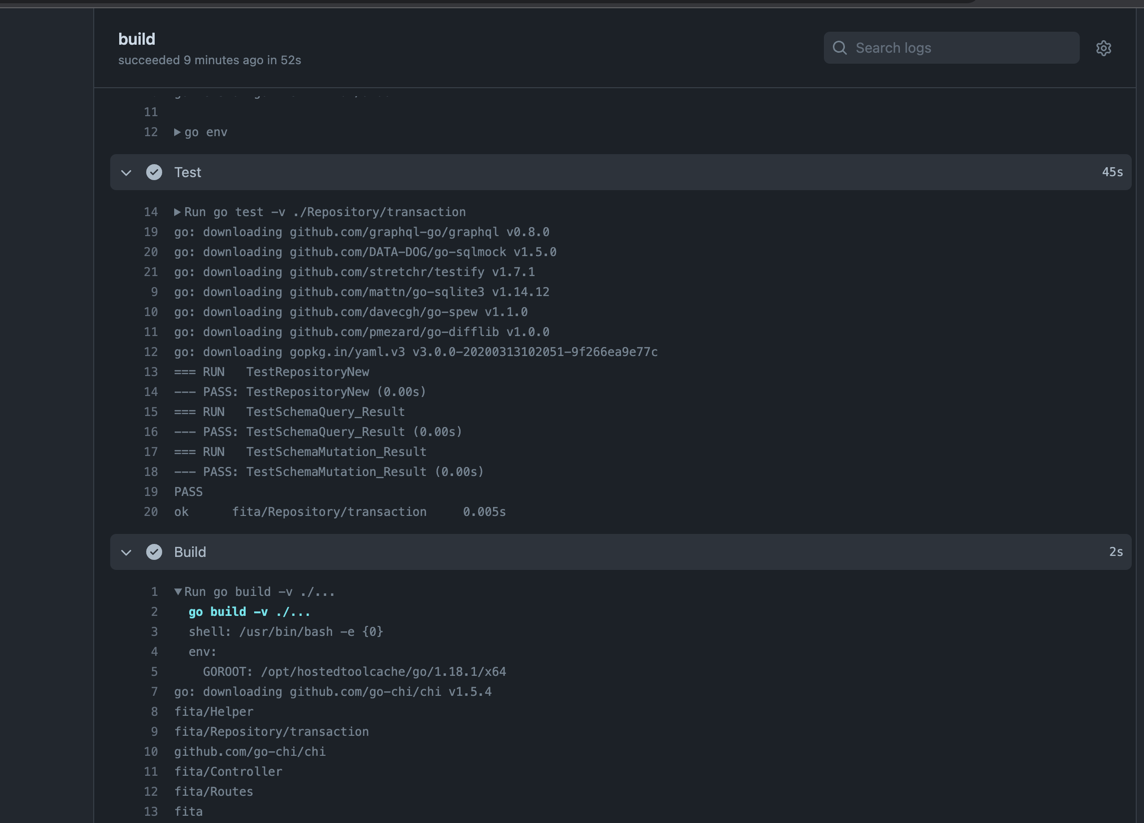 build
succeeded 9 minutes ago in 52s
Search logs
11
12 go env
Test 45s
14 Run go test -v ./Repository/transaction
19 go: downloading github.com/graphql-go/graphql v0.8.0
20 go: downloading github.com/DATA-DOG/go-sqlmock v1.5.0
21 go: downloading github.com/stretchr/testify v1.7.1
9 go: downloading github.com/mattn/go-sqlite3 v1.14.12
10 go: downloading github.com/davecgh/go-spew v1.1.0
11 go: downloading github.com/pmezard/go-difflib v1.0.0
12 go: downloading gopkg.in/yaml.v3 v3.0.0-20200313102051-9f266ea9e77c
13 === RUN   TestRepositoryNew
14 --- PASS: TestRepositoryNew (0.00s)
15 === RUN   TestSchemaQuery_Result
16 --- PASS: TestSchemaQuery_Result (0.00s)
17 === RUN   TestSchemaMutation_Result
18 --- PASS: TestSchemaMutation_Result (0.00s)
19 PASS
20 ok      fita/Repository/transaction     0.005s
Build 2s
1 Run go build -v ./...
2 go build -v ./...
3 shell: /usr/bin/bash -e {0}
4 env:
5 GOROOT: /opt/hostedtoolcache/go/1.18.1/x64
7 go: downloading github.com/go-chi/chi v1.5.4
8 fita/Helper
9 fita/Repository/transaction
10 github.com/go-chi/chi
11 fita/Controller
12 fita/Routes
13 fita